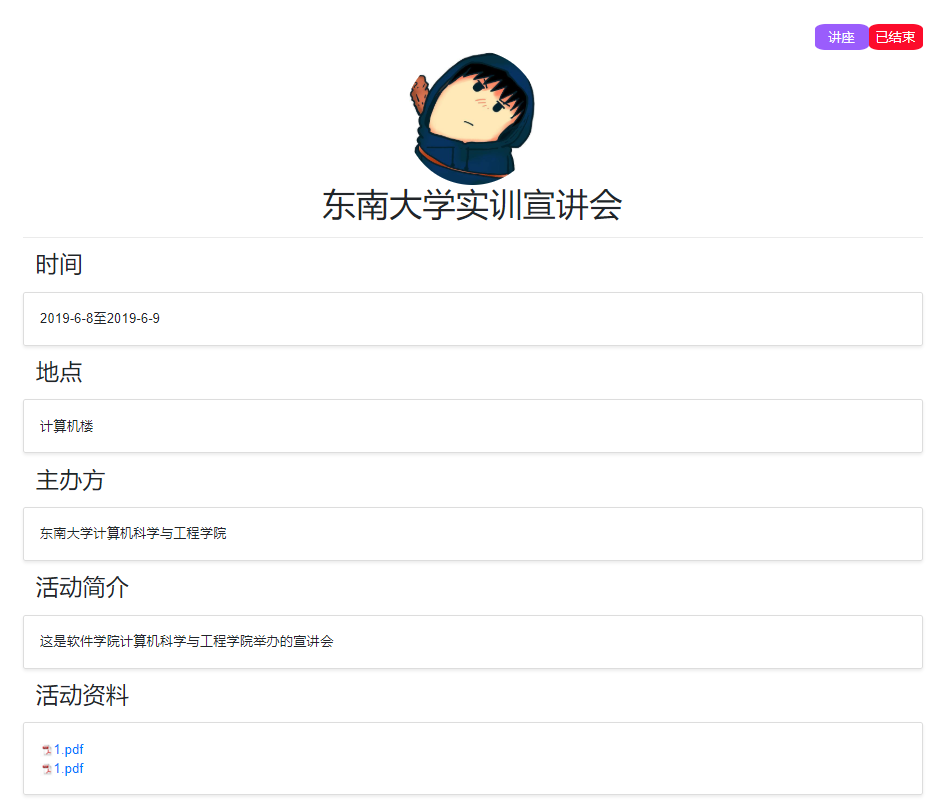 讲座 已结束
东南大学实训宣讲会
时间
2019-6-8至2019-6-9
地点
计算机楼
主办方
东南大学计算机科学与工程学院
活动简介
这是软件学院计算机科学与工程学院举办的宣讲会
活动资料
1.pdf
1.pdf